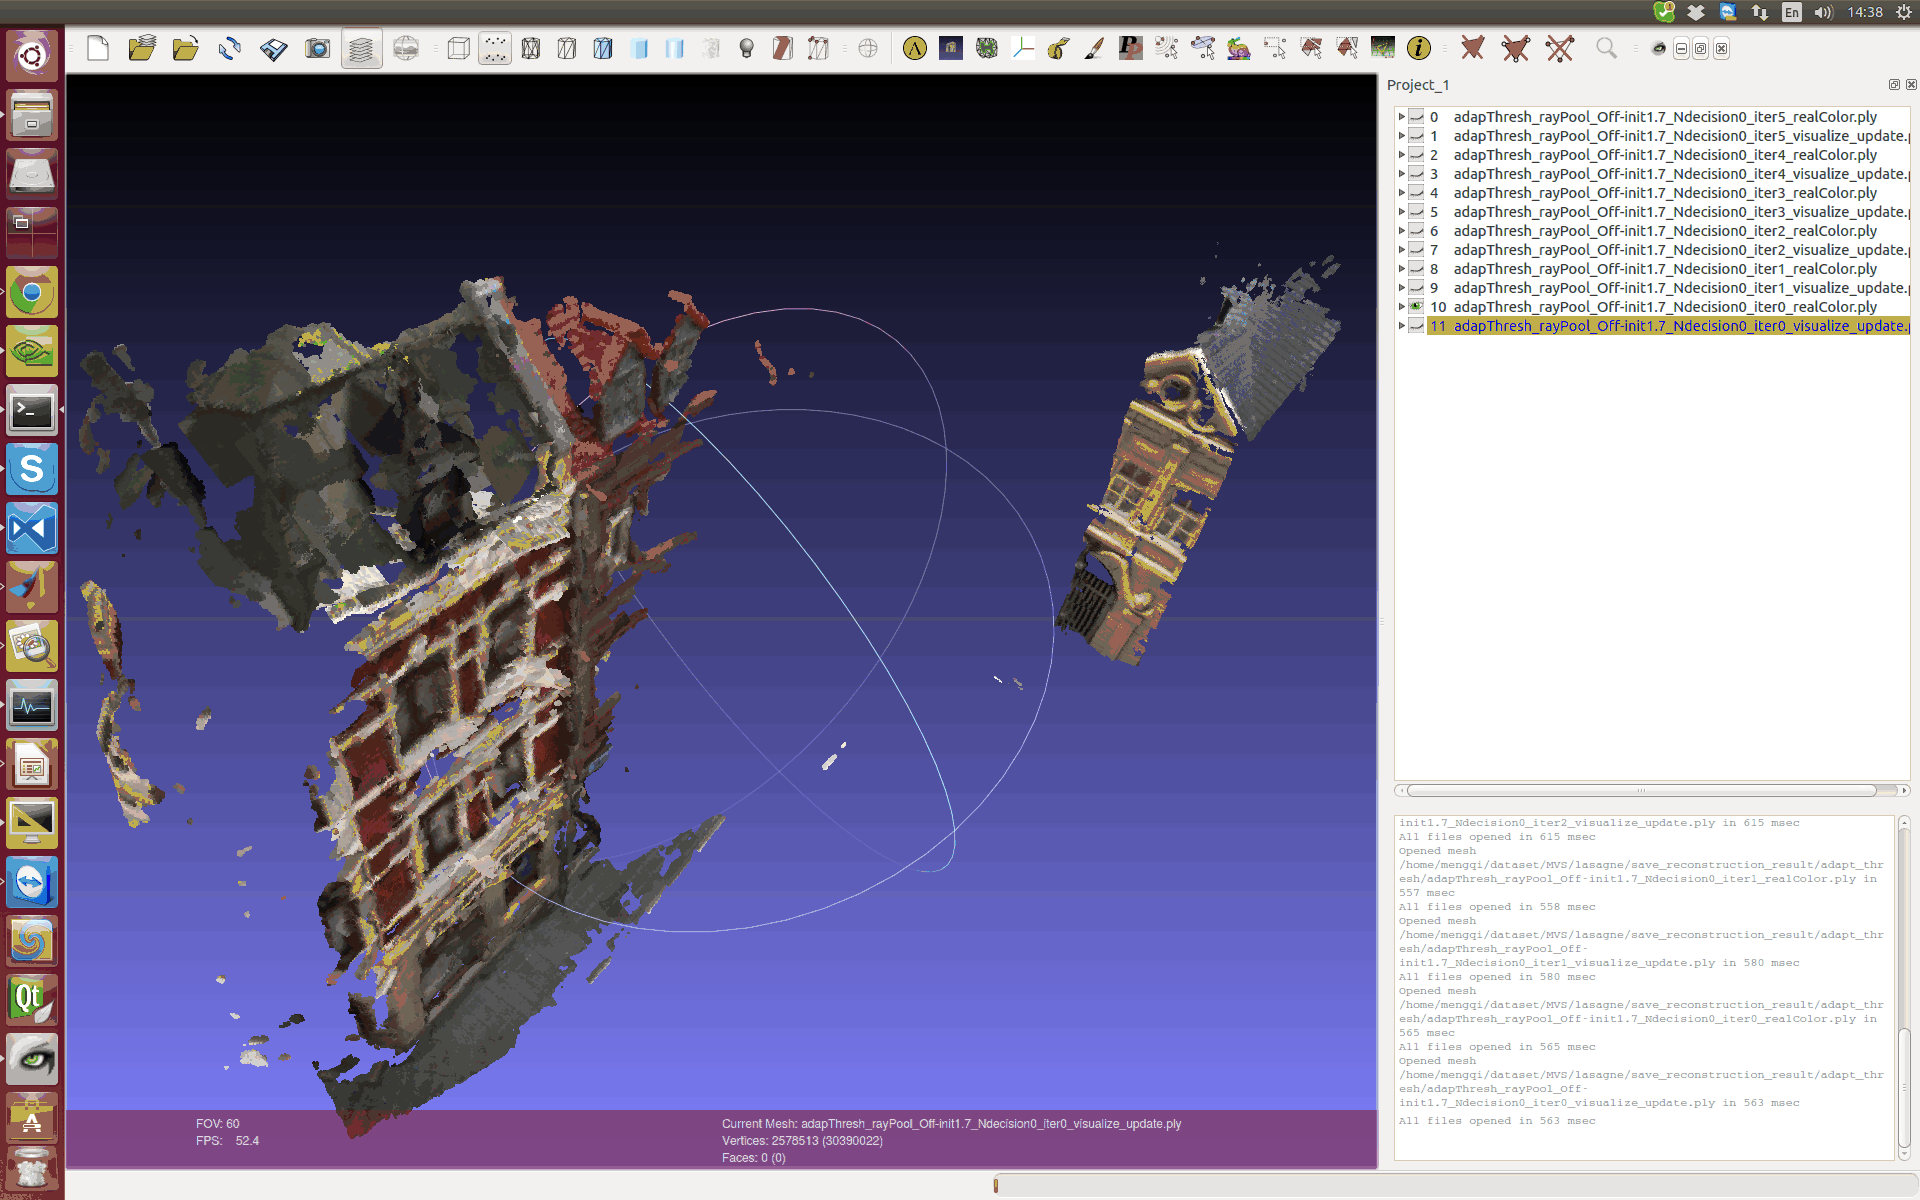 En 14:38
Project_1
0 adapThresh_rayPool_Off-init1.7_Ndecision0_iter5_realColor.ply
1 adapThresh_rayPool_Off-init1.7_Ndecision0_iter5_visualize_update.p
2 adapThresh_rayPool_Off-init1.7_Ndecision0_iter4_realColor.ply
3 adapThresh_rayPool_Off-init1.7_Ndecision0_iter4_visualize_update.p
4 adapThresh_rayPool_Off-init1.7_Ndecision0_iter3_realColor.ply
5 adapThresh_rayPool_Off-init1.7_Ndecision0_iter3_visualize_update.p
6 adapThresh_rayPool_Off-init1.7_Ndecision0_iter2_realColor.ply
7 adapThresh_rayPool_Off-init1.7_Ndecision0_iter2_visualize_update.p
8 adapThresh_rayPool_Off-init1.7_Ndecision0_iter1_realColor.ply
9 adapThresh_rayPool_Off-init1.7_Ndecision0_iter1_visualize_update.p
10 adapThresh_rayPool_Off-init1.7_Ndecision0_iter0_realColor.ply
11 adapThresh_rayPool_Off-init1.7_Ndecision0_iter0_visualize_update.p
init1.7_Ndecision0_iter2_visualize_update.ply in 615 msec
All files opened in 615 msec
Opened mesh
/home/mengqi/dataset/MVS/lasagne/save_reconstruction_result/adapt_thr
esh/adapThresh_rayPool_Off-init1.7_Ndecision0_iter1_realColor.ply in
557 msec
All files opened in 558 msec
Opened mesh
/home/mengqi/dataset/MVS/lasagne/save_reconstruction_result/adapt_thr
esh/adapThresh_rayPool_Off-
init1.7_Ndecision0_iter1_visualize_update.ply in 580 msec
All files opened in 580 msec
Opened mesh
/home/mengqi/dataset/MVS/lasagne/save_reconstruction_result/adapt_thr
esh/adapThresh_rayPool_Off-init1.7_Ndecision0_iter0_realColor.ply in
565 msec
All files opened in 565 msec
Opened mesh
/home/mengqi/dataset/MVS/lasagne/save_reconstruction_result/adapt_thr
esh/adapThresh_rayPool_Off-
init1.7_Ndecision0_iter0_visualize_update.ply in 563 msec
All files opened in 563 msec
FOV: 60
FPS: 52.4
Current Mesh: adapThresh_rayPool_Off-init1.7_Ndecision0_iter0_visualize_update.ply
Vertices: 2578513 (30390022)
Faces: 0 (0)